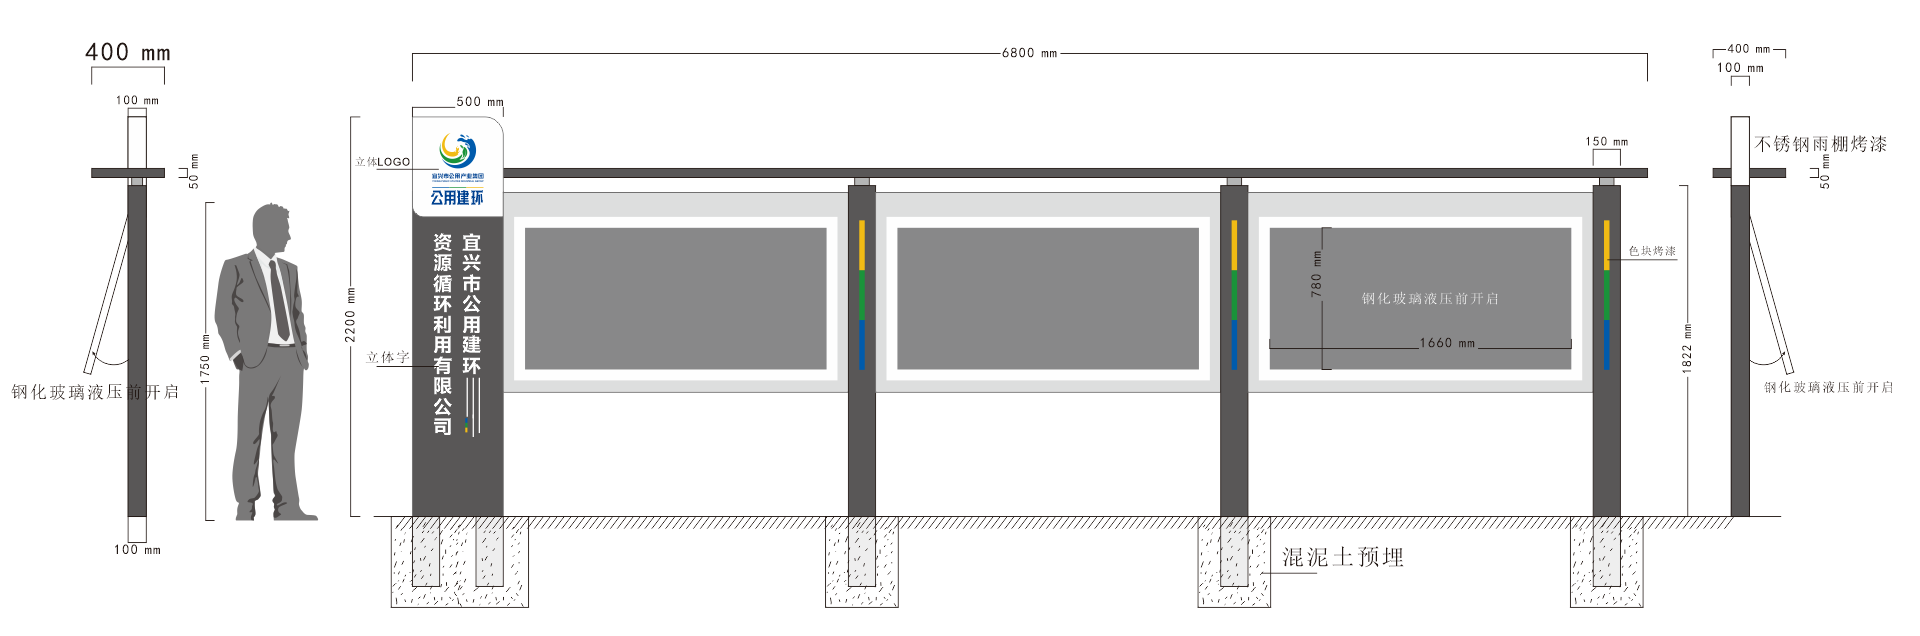 400 mm
100 mm
50 mm
钢化玻璃液压前开启
100 mm
1750 mm
2200 mm
6800 mm
500 mm
立体LOGO
宜兴市公用产业集团
公用建环
宜兴市公用建环
资源循环利用有限公司
立体字
780 mm
钢化玻璃液压前开启
1660 mm
150 mm
色块烤漆
1822 mm
混泥土预埋
400 mm
100 mm
不锈钢雨棚烤漆
50 mm
钢化玻璃液压前开启